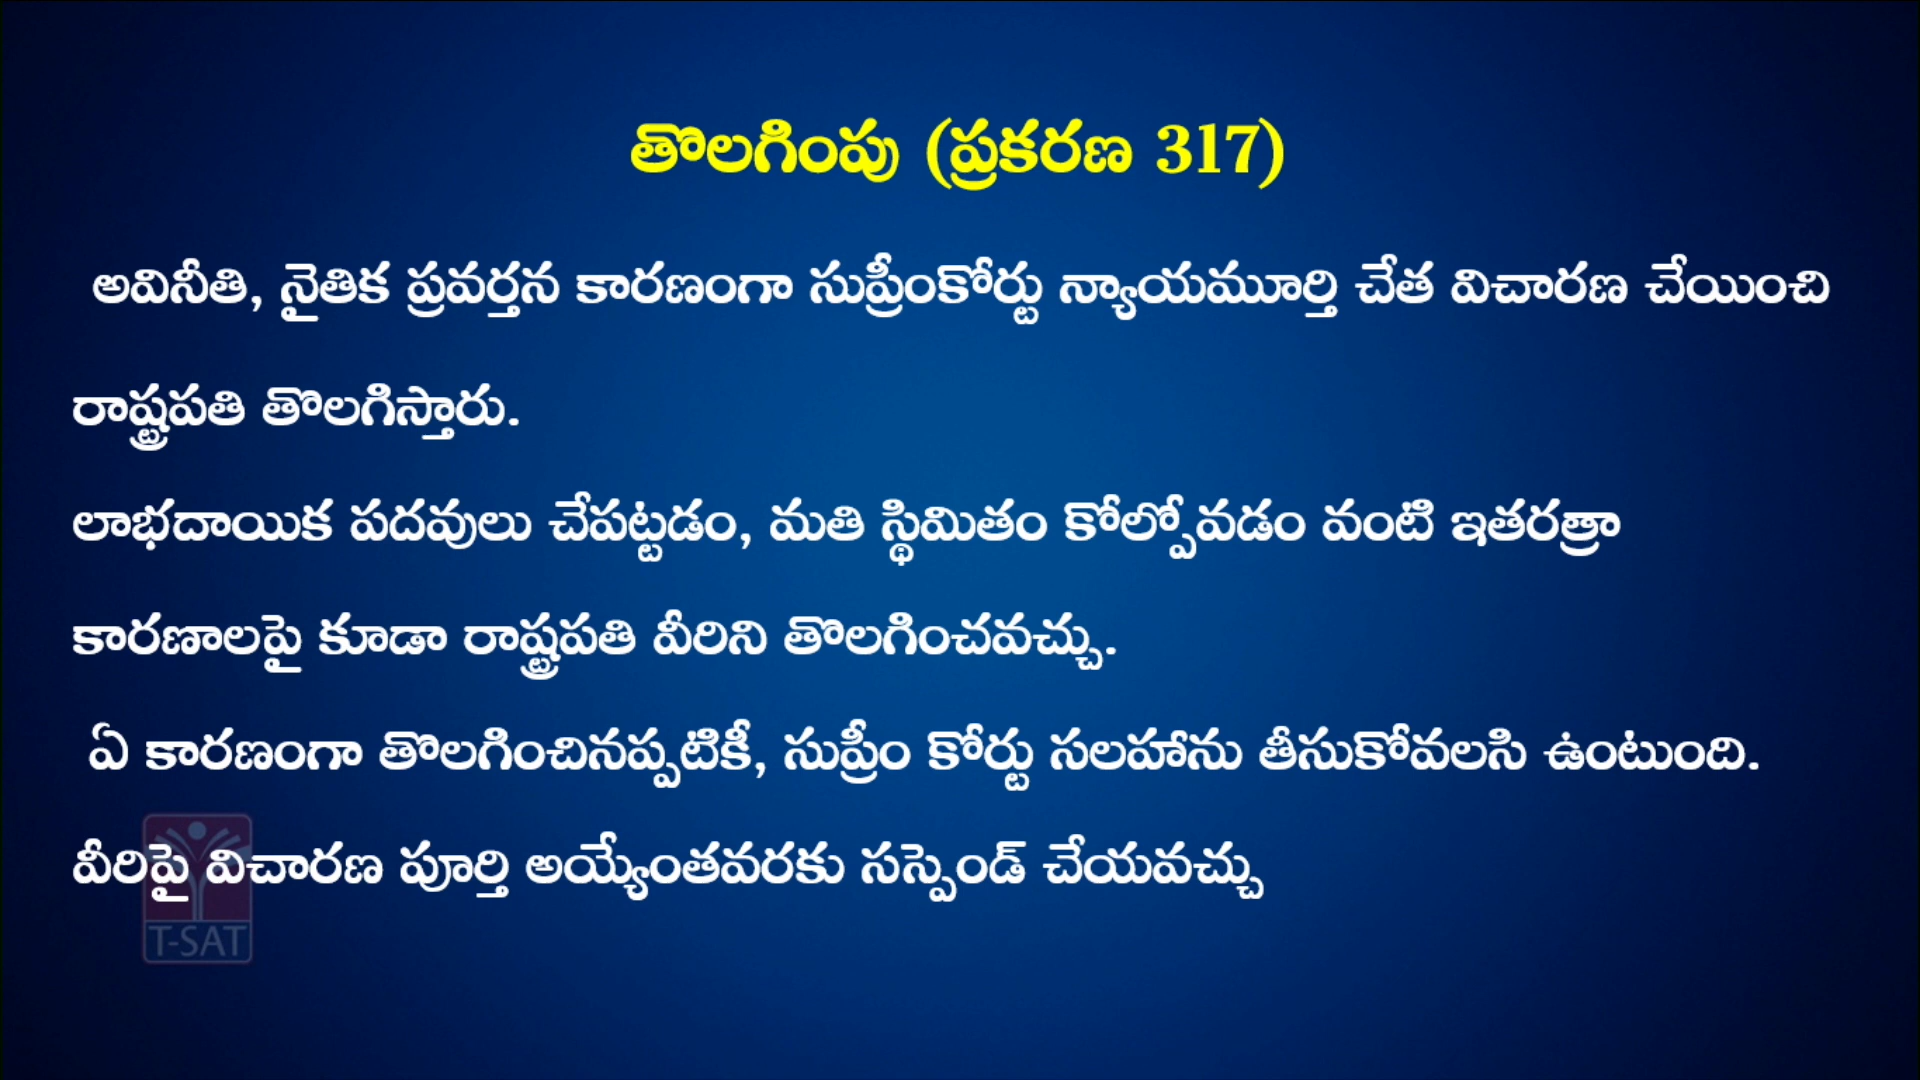 తొలగింపు (ప్రకరణ 317)
అవినీతి, నైతిక ప్రవర్తన కారణంగా సుప్రీంకోర్టు న్యాయమూర్తి చేత విచారణ చేయించి
రాష్ట్రపతి తొలగిస్తారు.
లాభదాయిక పదవులు చేపట్టడం, మతి స్థిమితం కోల్పోవడం వంటి ఇతరత్రా
కారణాలపై కూడా రాష్ట్రపతి వీరిని తొలగించవచ్చు.
ఏ కారణంగా తొలగించినప్పటికీ, సుప్రీం కోర్టు సలహాను తీసుకోవలసి ఉంటుంది.
వీరిపై విచారణ పూర్తి అయ్యేంతవరకు సస్పెండ్ చేయవచ్చు
T-SAT